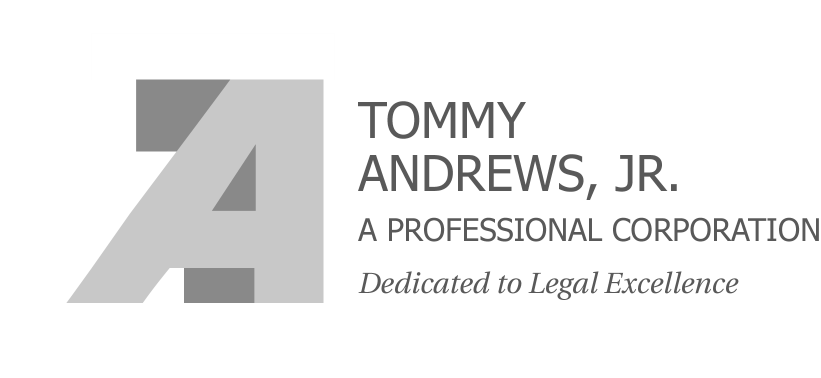 TOMMY
ANDREWS, JR.
A PROFESSIONAL CORPORATION
Dedicated to Legal Excellence